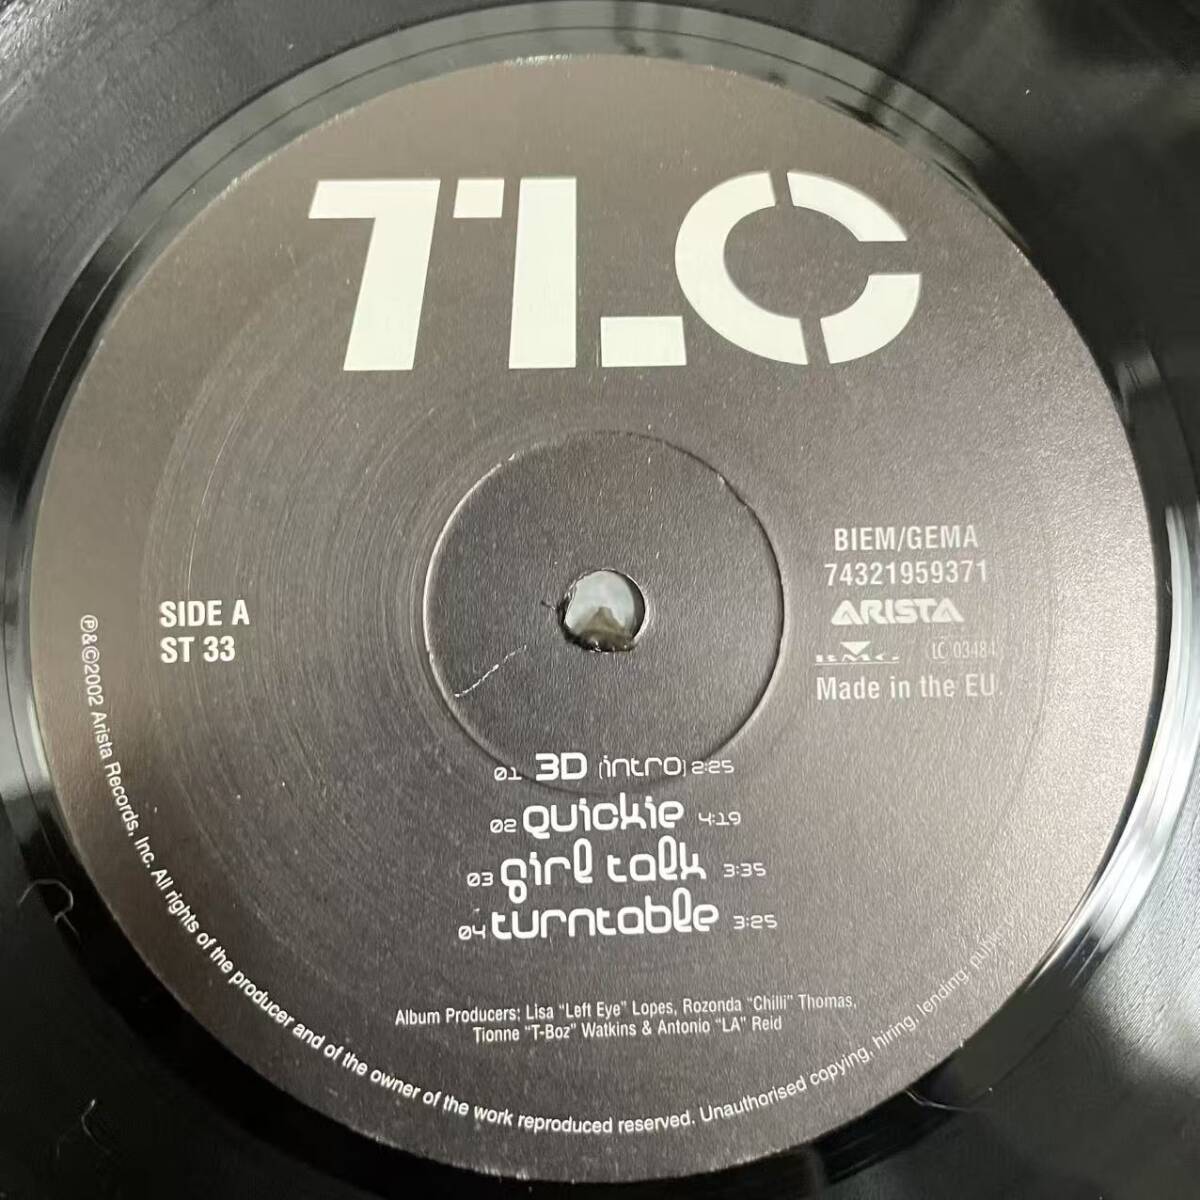 TLC
BIEM/GEMA
74321959371
ARISTA
BMG LC 03484
Made in the EU.
SIDE A
ST 33
01 3D (intro) 2:25
02 Quickie 4:19
03 girl talk 3:35
04 turntable 3:25
Album Producers: Lisa "Left Eye" Lopes, Rozonda "Chilli" Thomas,
Tionne "T-Boz" Watkins & Antonio "LA" Reid
℗&©2002 Arista Records, Inc. All rights of the producer and of the owner of the work reproduced reserved. Unauthorised copying, hiring, lending, public